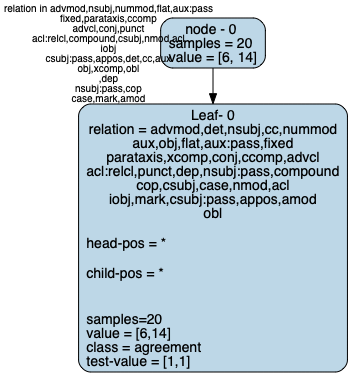 relation in advmod,nsubj,nummod,flat,aux:pass
fixed,parataxis,ccomp
advcl,conj,punct
acl:relcl,compound,csubj,nmod,acl
iobj
csubj:pass,appos,det,cc,aux
obj,xcomp,obl
,dep
nsubj:pass,cop
case,mark,amod
node - 0
samples = 20
value = [6, 14]
Leaf- 0
relation = advmod,det,nsubj,cc,nummod
aux,obj,flat,aux:pass,fixed
parataxis,xcomp,conj,ccomp,advcl
acl:relcl,punct,dep,nsubj:pass,compound
cop,csubj,case,nmod,acl
iobj,mark,csubj:pass,appos,amod
obl
head-pos = *
child-pos = *
samples=20
value = [6,14]
class = agreement
test-value = [1,1]